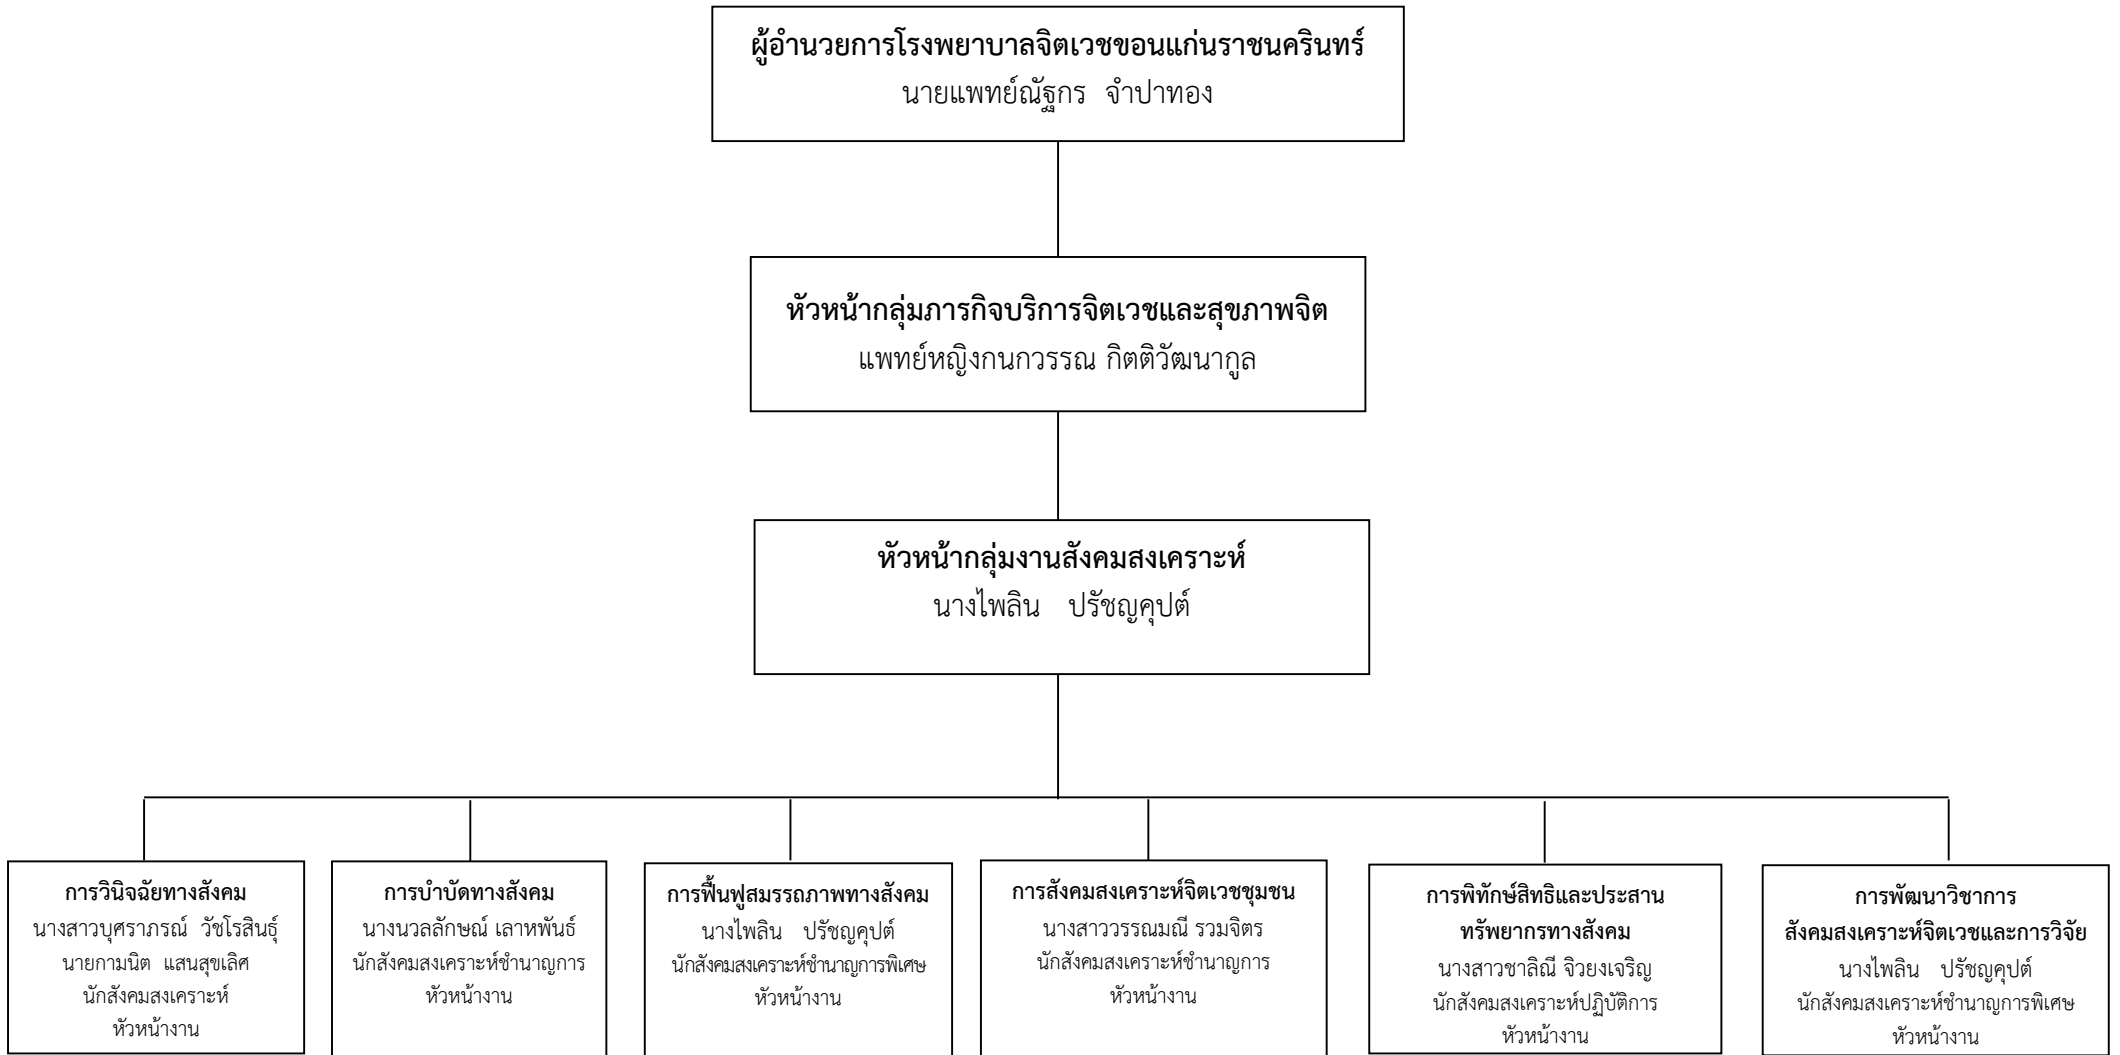 ผู้อำนวยการโรงพยาบาลจิตเวชขอนแก่นราชนครินทร์
นายแพทย์ณัฐกร จำปาทอง
หัวหน้ากลุ่มภารกิจบริการจิตเวชและสุขภาพจิต
แพทย์หญิงกนกวรรณ กิตติวัฒนากูล
หัวหน้ากลุ่มงานสังคมสงเคราะห์
นางไพลิน ปรัชญคุปต์
การวินิจฉัยทางสังคม
นางสาวบุศราภรณ์ วัชโรสินธุ์
นายกามนิต แสนสุขเลิศ
นักสังคมสงเคราะห์
หัวหน้างาน
การบำบัดทางสังคม
นางนวลลักษณ์ เลาหพันธ์
นักสังคมสงเคราะห์ชำนาญการ
หัวหน้างาน
การฟื้นฟูสมรรถภาพทางสังคม
นางไพลิน ปรัชญคุปต์
นักสังคมสงเคราะห์ชำนาญการพิเศษ
หัวหน้างาน
การสังคมสงเคราะห์จิตเวชชุมชน
นางสาววรรณมณี รวมจิตร
นักสังคมสงเคราะห์ชำนาญการ
หัวหน้างาน
การพิทักษ์สิทธิและประสาน
ทรัพยากรทางสังคม
นางสาวชาลิณี จิวยงเจริญ
นักสังคมสงเคราะห์ปฏิบัติการ
หัวหน้างาน
การพัฒนาวิชาการ
สังคมสงเคราะห์จิตเวชและการวิจัย
นางไพลิน ปรัชญคุปต์
นักสังคมสงเคราะห์ชำนาญการพิเศษ
หัวหน้างาน